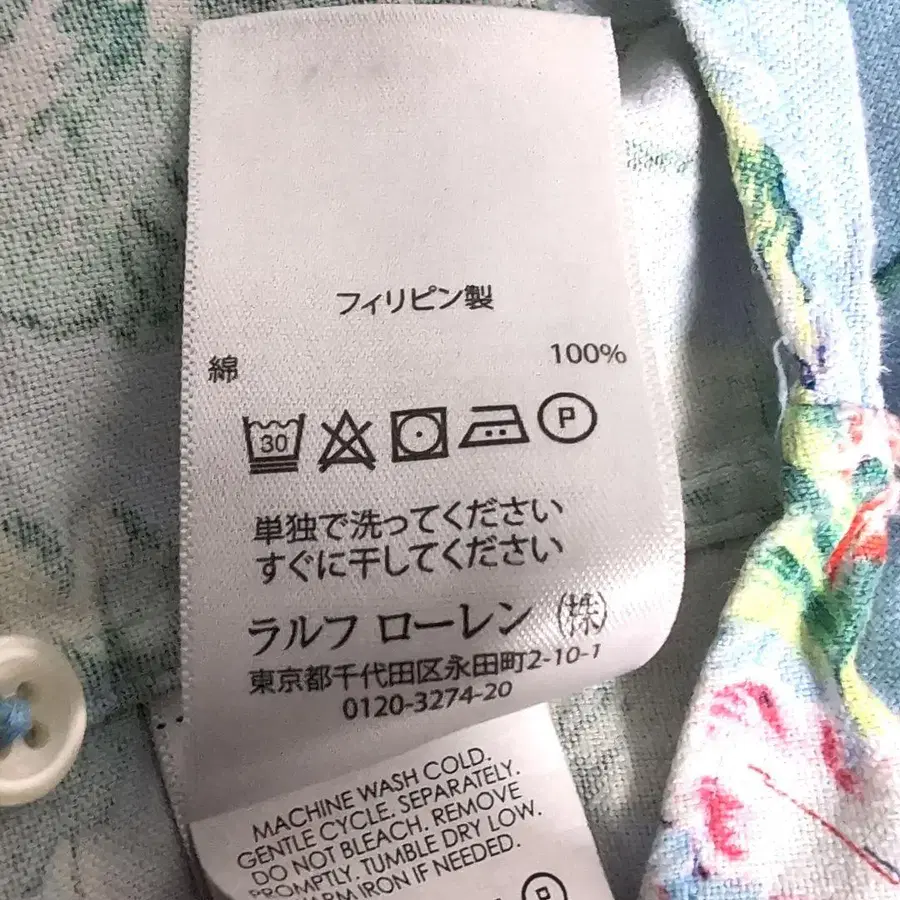 フィリピン製
綿 100%
30 P
単独で洗ってください
すぐに干してください
ラルフ ローレン (株)
東京都千代田区永田町2-10-1
0120-3274-20
MACHINE WASH COLD.
GENTLE CYCLE. SEPARATELY.
DO NOT BLEACH. REMOVE
PROMPTLY. TUMBLE DRY LOW.
IRON IF NEEDED.
P